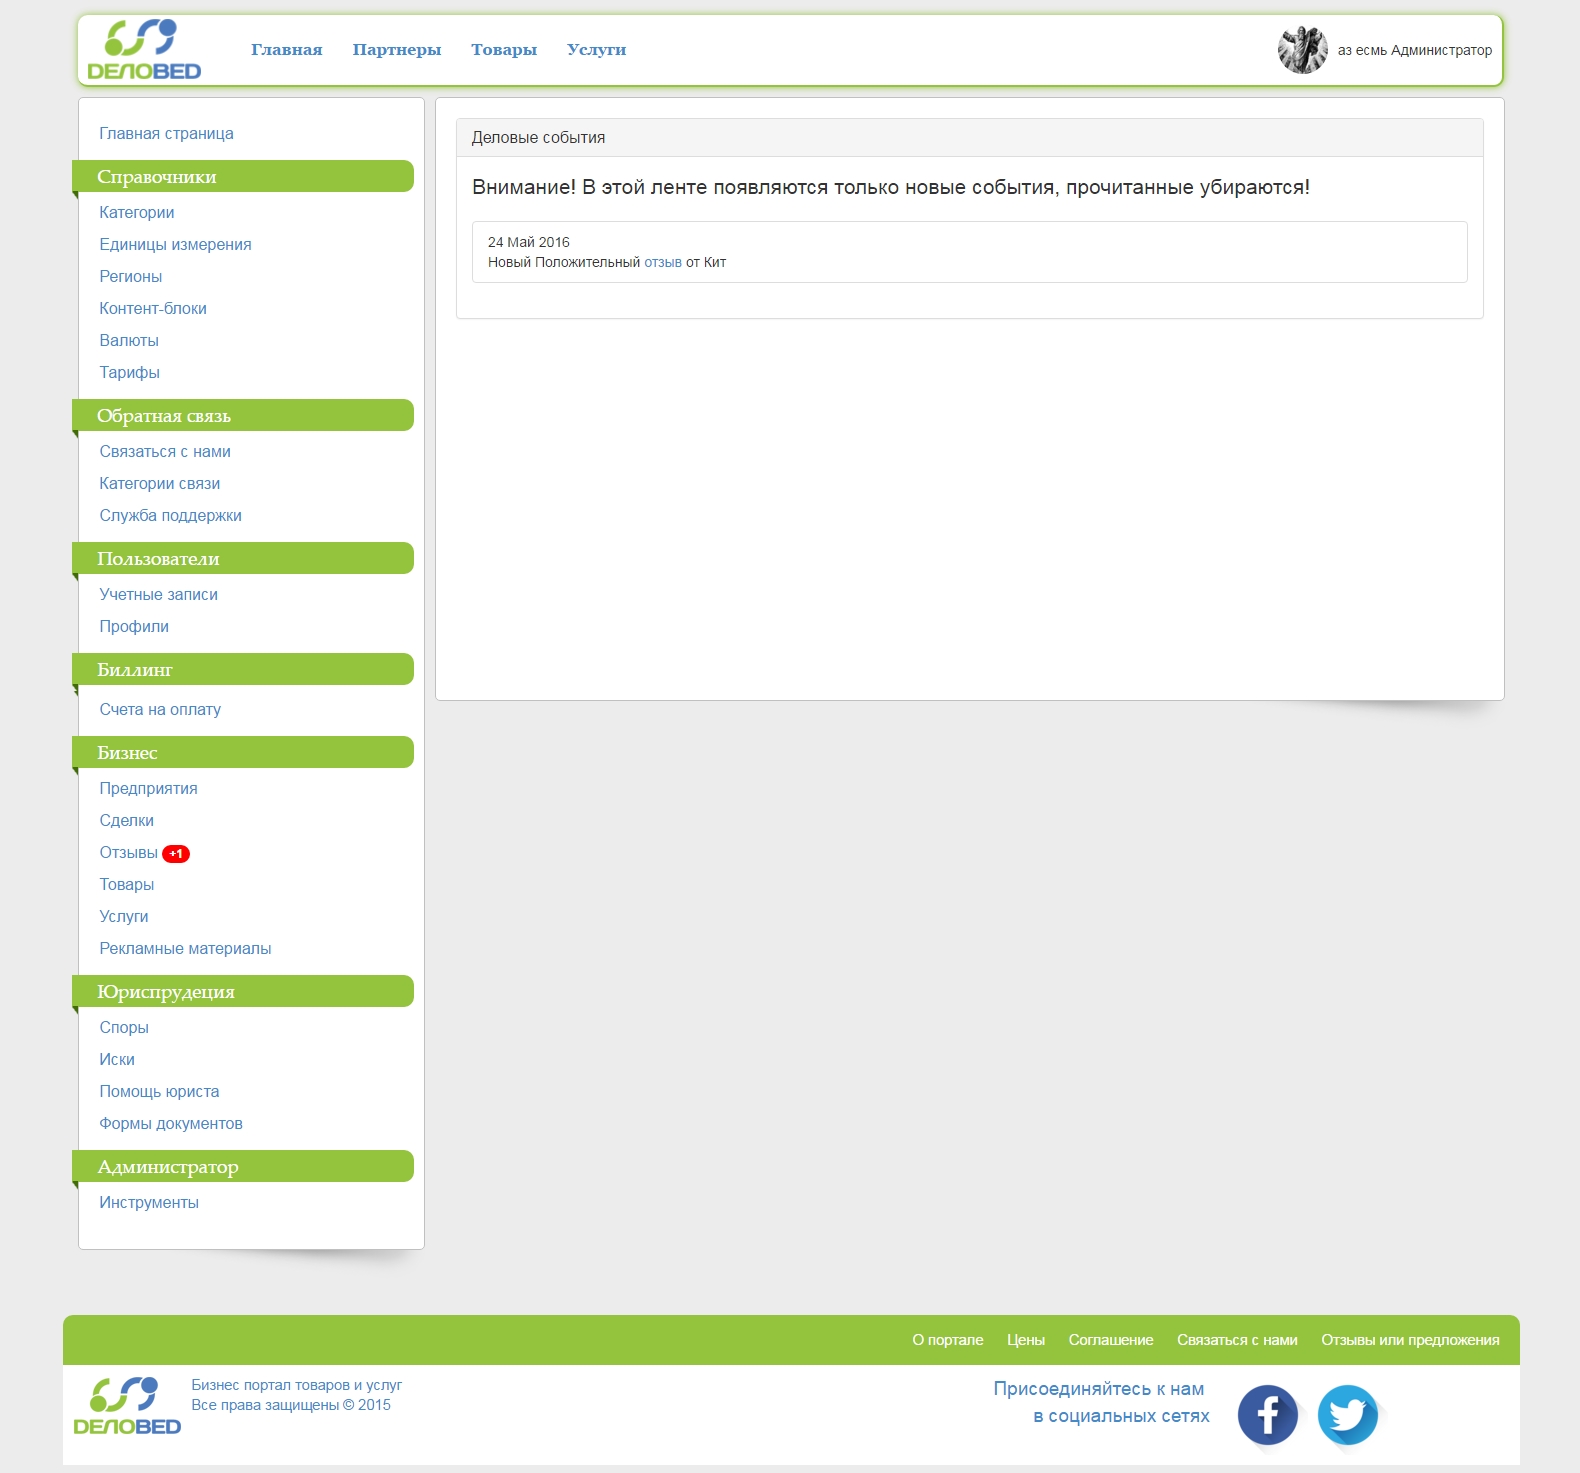 DелоВЕD
Главная Партнеры Товары Услуги
аз есмь Администратор
Главная страница
Справочники
Категории
Единицы измерения
Регионы
Контент-блоки
Валюты
Тарифы
Обратная связь
Связаться с нами
Категории связи
Служба поддержки
Пользователи
Учетные записи
Профили
Биллинг
Счета на оплату
Бизнес
Предприятия
Сделки
Отзывы +1
Товары
Услуги
Рекламные материалы
Юриспрудеция
Споры
Иски
Помощь юриста
Формы документов
Администратор
Инструменты
Деловые события
Внимание! В этой ленте появляются только новые события, прочитанные убираются!
24 Май 2016
Новый Положительный отзыв от Кит
О портале Цены Соглашение Связаться с нами Отзывы или предложения
DелоВЕD
Бизнес портал товаров и услуг
Все права защищены © 2015
Присоединяйтесь к нам
в социальных сетях